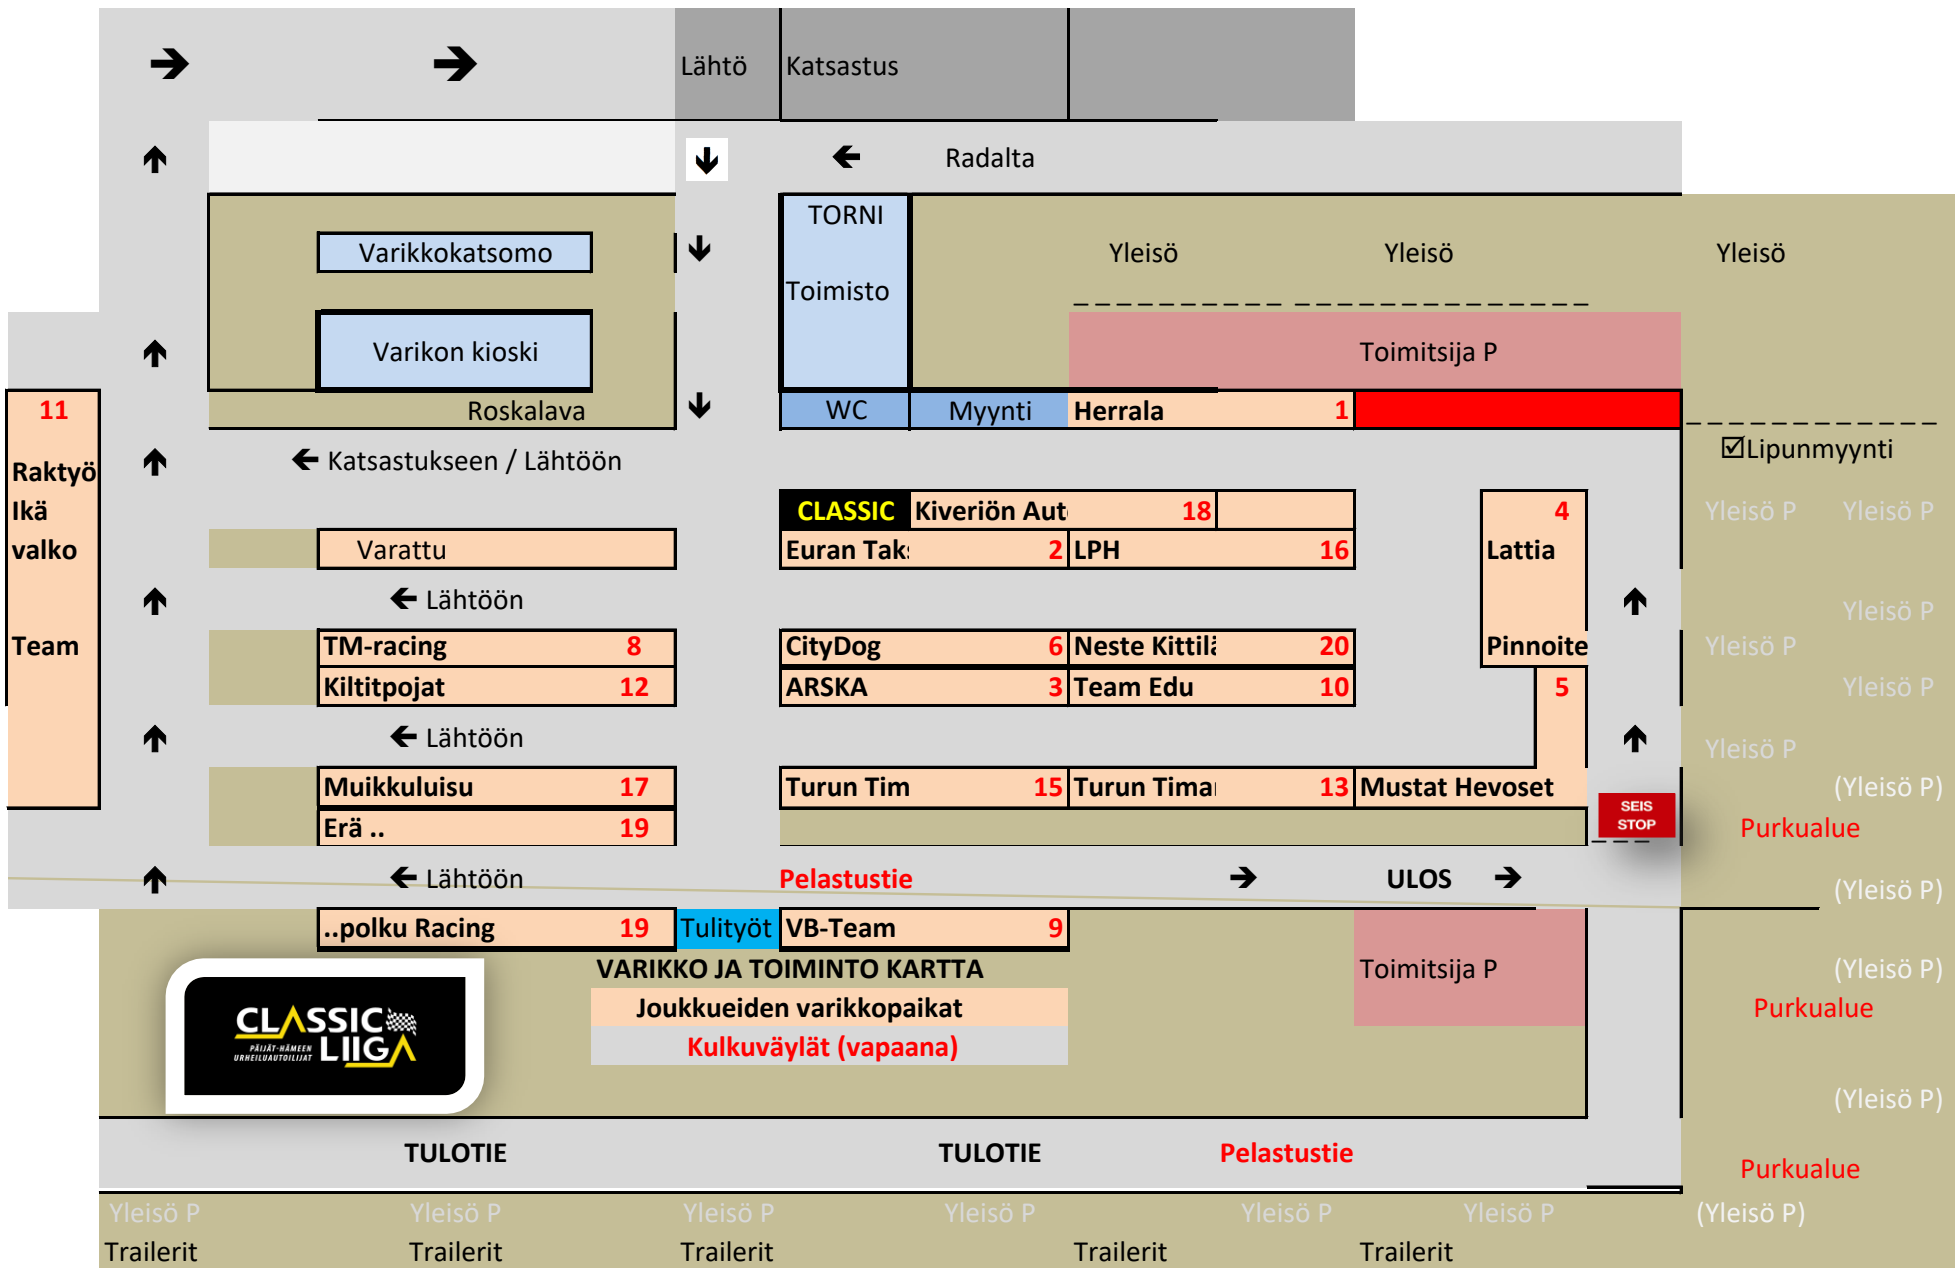 ➔ ➔ Lähtö Katsastus
Radalta
TORNI
Varikkokatsomo Yleisö Yleisö Yleisö
Toimisto
Varikon kioski Toimitsija P
11 Roskalava WC Myynti Herrala 1
Katsastukseen / Lähtöön ☑Lipunmyynti
Raktyö
Ikä CLASSIC Kiveriön Aut 18 4 Yleisö P Yleisö P
valko Varattu Euran Tak 2 LPH 16 Lattia
Lähtöön Yleisö P
Team TM-racing 8 CityDog 6 Neste Kittilä 20 Pinnoite Yleisö P
Kiltitpojat 12 ARSKA 3 Team Edu 10 5 Yleisö P
Lähtöön Yleisö P
Muikkuluisu 17 Turun Tim 15 Turun Tima 13 Mustat Hevoset (Yleisö P)
SEIS
STOP
Erä .. 19 Purkualue
Lähtöön Pelastustie ULOS (Yleisö P)
..polku Racing 19 Tulityöt VB-Team 9
VARIKKO JA TOIMINTO KARTTA Toimitsija P (Yleisö P)
Joukkueiden varikkopaikat Purkualue
CLASSIC
PÄIJÄT-HÄMEEN
URHEILUAUTOILIJAT LIIGA
Kulkuväylät (vapaana)
(Yleisö P)
TULOTIE TULOTIE Pelastustie
Purkualue
Yleisö P Yleisö P Yleisö P Yleisö P Yleisö P Yleisö P (Yleisö P)
Trailerit Trailerit Trailerit Trailerit Trailerit